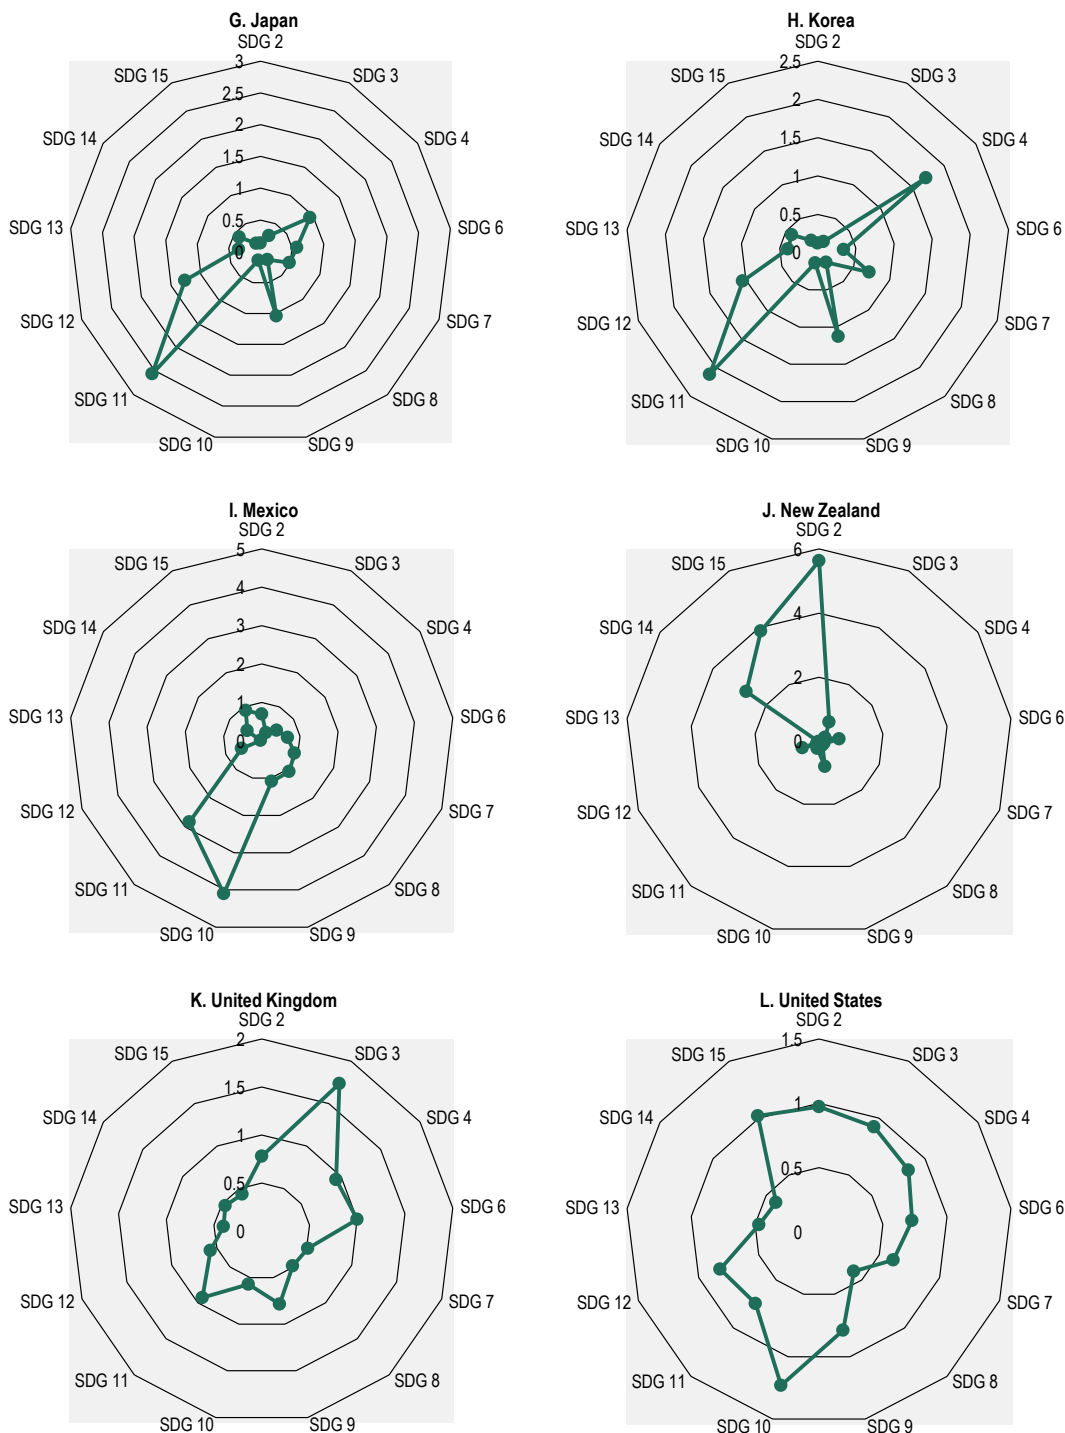 G. Japan
SDG 2
SDG 3
SDG 4
SDG 6
SDG 7
SDG 8
SDG 9
SDG 10
SDG 11
SDG 12
SDG 13
SDG 14
SDG 15
3
2.5
2
1.5
1
0.5
0
H. Korea
SDG 2
SDG 3
SDG 4
SDG 6
SDG 7
SDG 8
SDG 9
SDG 10
SDG 11
SDG 12
SDG 13
SDG 14
SDG 15
2.5
2
1.5
1
0.5
0
I. Mexico
SDG 2
SDG 3
SDG 4
SDG 6
SDG 7
SDG 8
SDG 9
SDG 10
SDG 11
SDG 12
SDG 13
SDG 14
SDG 15
5
4
3
2
1
0
J. New Zealand
SDG 2
SDG 3
SDG 4
SDG 6
SDG 7
SDG 8
SDG 9
SDG 10
SDG 11
SDG 12
SDG 13
SDG 14
SDG 15
6
4
2
0
K. United Kingdom
SDG 2
SDG 3
SDG 4
SDG 6
SDG 7
SDG 8
SDG 9
SDG 10
SDG 11
SDG 12
SDG 13
SDG 14
SDG 15
2
1.5
1
0.5
0
L. United States
SDG 2
SDG 3
SDG 4
SDG 6
SDG 7
SDG 8
SDG 9
SDG 10
SDG 11
SDG 12
SDG 13
SDG 14
SDG 15
1.5
1
0.5
0